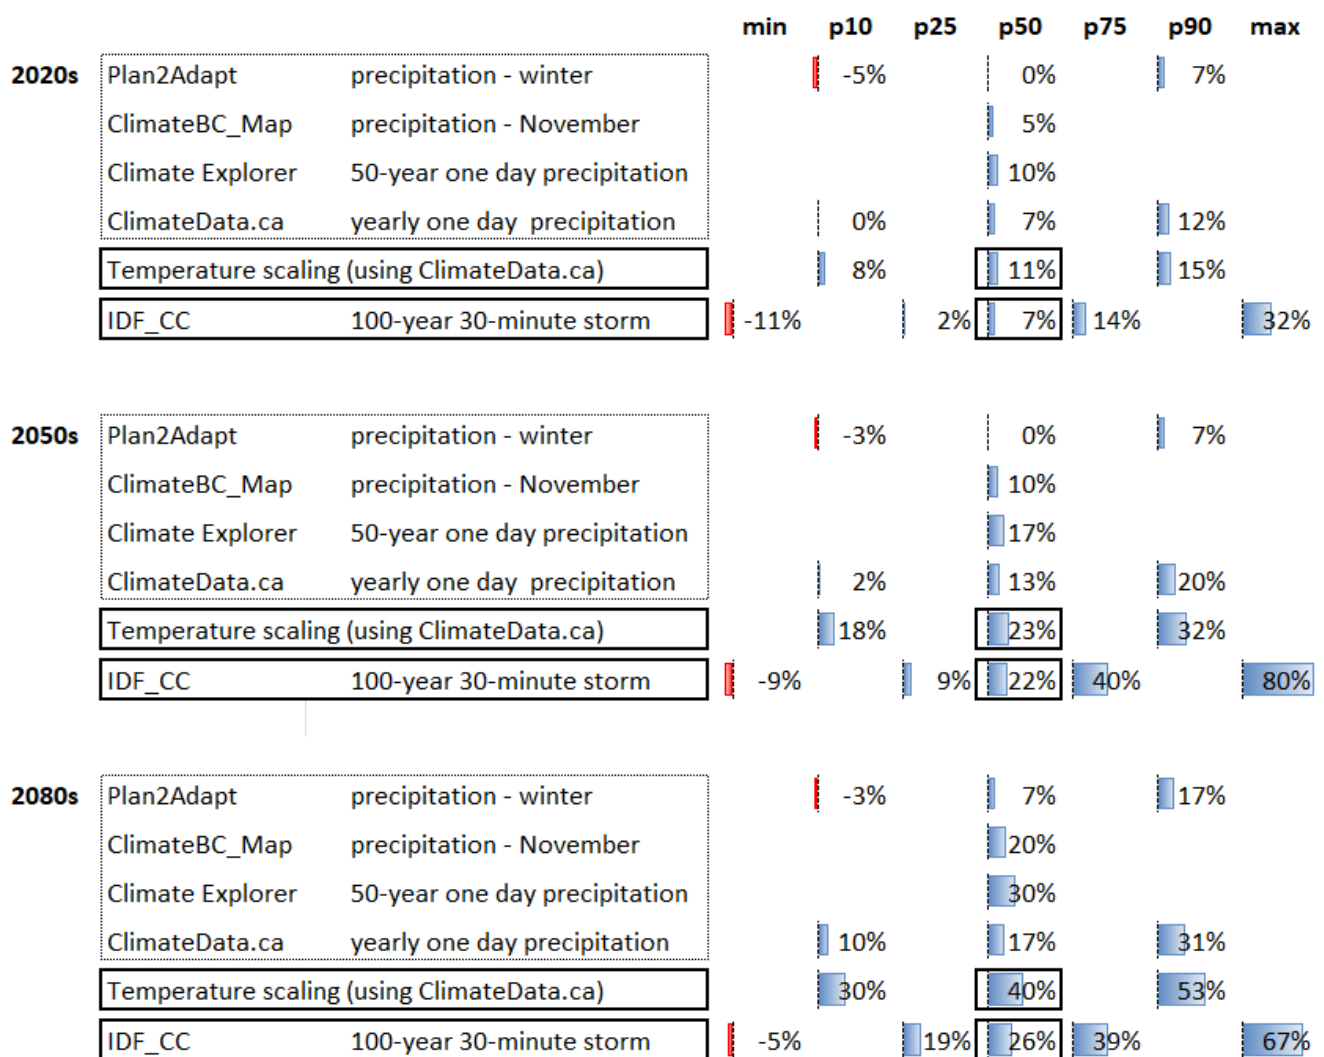 min p10 p25 p50 p75 p90 max
2020s Plan2Adapt precipitation - winter -5% 0% 7%
ClimateBC_Map precipitation - November 5%
Climate Explorer 50-year one day precipitation 10%
ClimateData.ca yearly one day precipitation 0% 7% 12%
Temperature scaling (using ClimateData.ca) 8% 11% 15%
IDF_CC 100-year 30-minute storm -11% 2% 7% 14% 32%
2050s Plan2Adapt precipitation - winter -3% 0% 7%
ClimateBC_Map precipitation - November 10%
Climate Explorer 50-year one day precipitation 17%
ClimateData.ca yearly one day precipitation 2% 13% 20%
Temperature scaling (using ClimateData.ca) 18% 23% 32%
IDF_CC 100-year 30-minute storm -9% 9% 22% 40% 80%
2080s Plan2Adapt precipitation - winter -3% 7% 17%
ClimateBC_Map precipitation - November 20%
Climate Explorer 50-year one day precipitation 30%
ClimateData.ca yearly one day precipitation 10% 17% 31%
Temperature scaling (using ClimateData.ca) 30% 40% 53%
IDF_CC 100-year 30-minute storm -5% 19% 26% 39% 67%